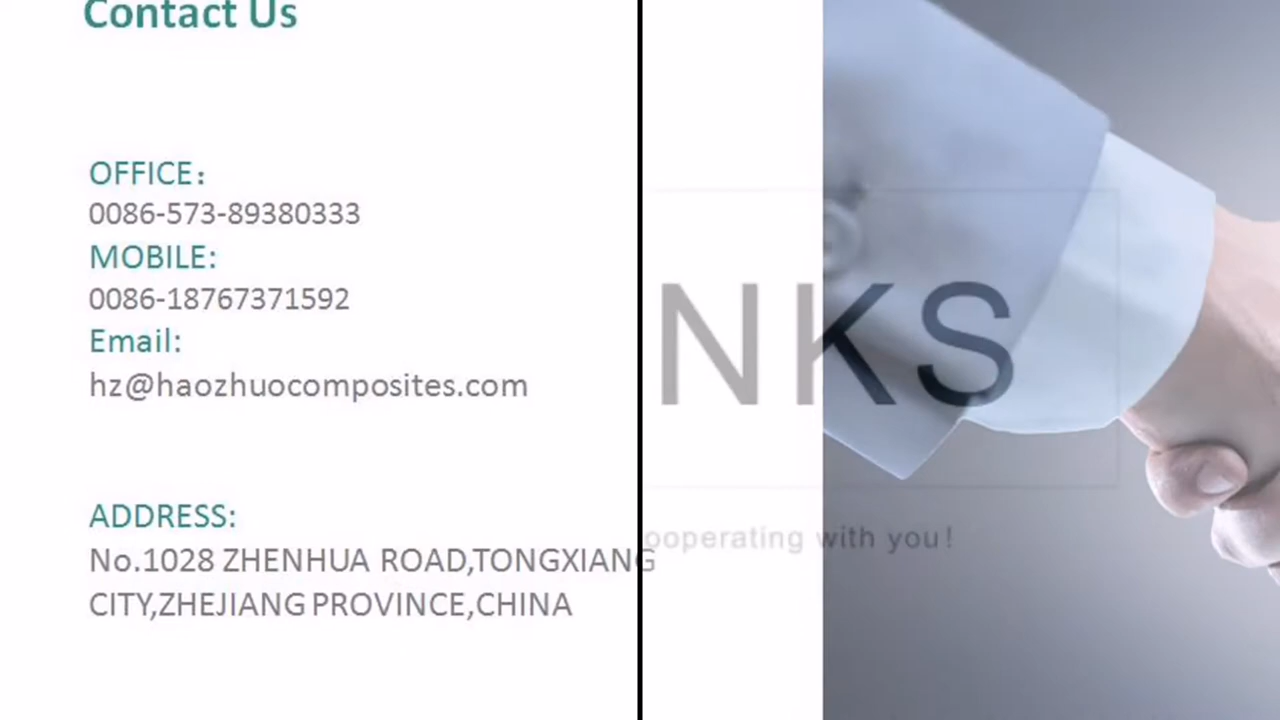 Contact Us
OFFICE：
0086-573-89380333
MOBILE:
0086-18767371592
Email:
hz@haozhuocomposites.com
ADDRESS:
No.1028 ZHENHUA ROAD,TONGXIANG
CITY,ZHEJIANG PROVINCE,CHINA
NKS
ooperating with you!